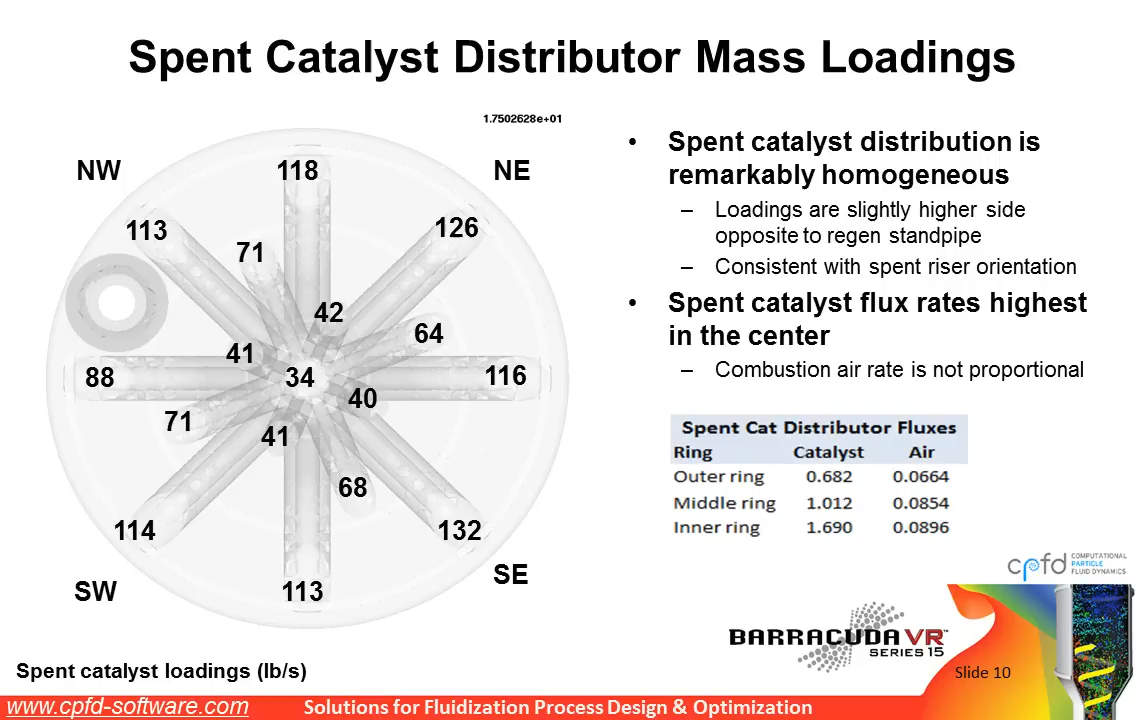 Spent Catalyst Distributor Mass Loadings
1.7502628e+01
NW
NE
118
113
126
71
42
64
41
34
88
116
40
71
41
68
114
132
SW
113
SE
Spent catalyst loadings (lb/s)
• Spent catalyst distribution is
remarkably homogeneous
– Loadings are slightly higher side
opposite to regen standpipe
– Consistent with spent riser orientation
• Spent catalyst flux rates highest
in the center
– Combustion air rate is not proportional
Spent Cat Distributor Fluxes
Ring Catalyst Air
Outer ring 0.682 0.0664
Middle ring 1.012 0.0854
Inner ring 1.690 0.0896
cpfd COMPUTATIONAL
PARTICLE
FLUID DYNAMICS
BARRACUDA VR™
SERIES 15
Slide 10
www.cpfd-software.com Solutions for Fluidization Process Design & Optimization